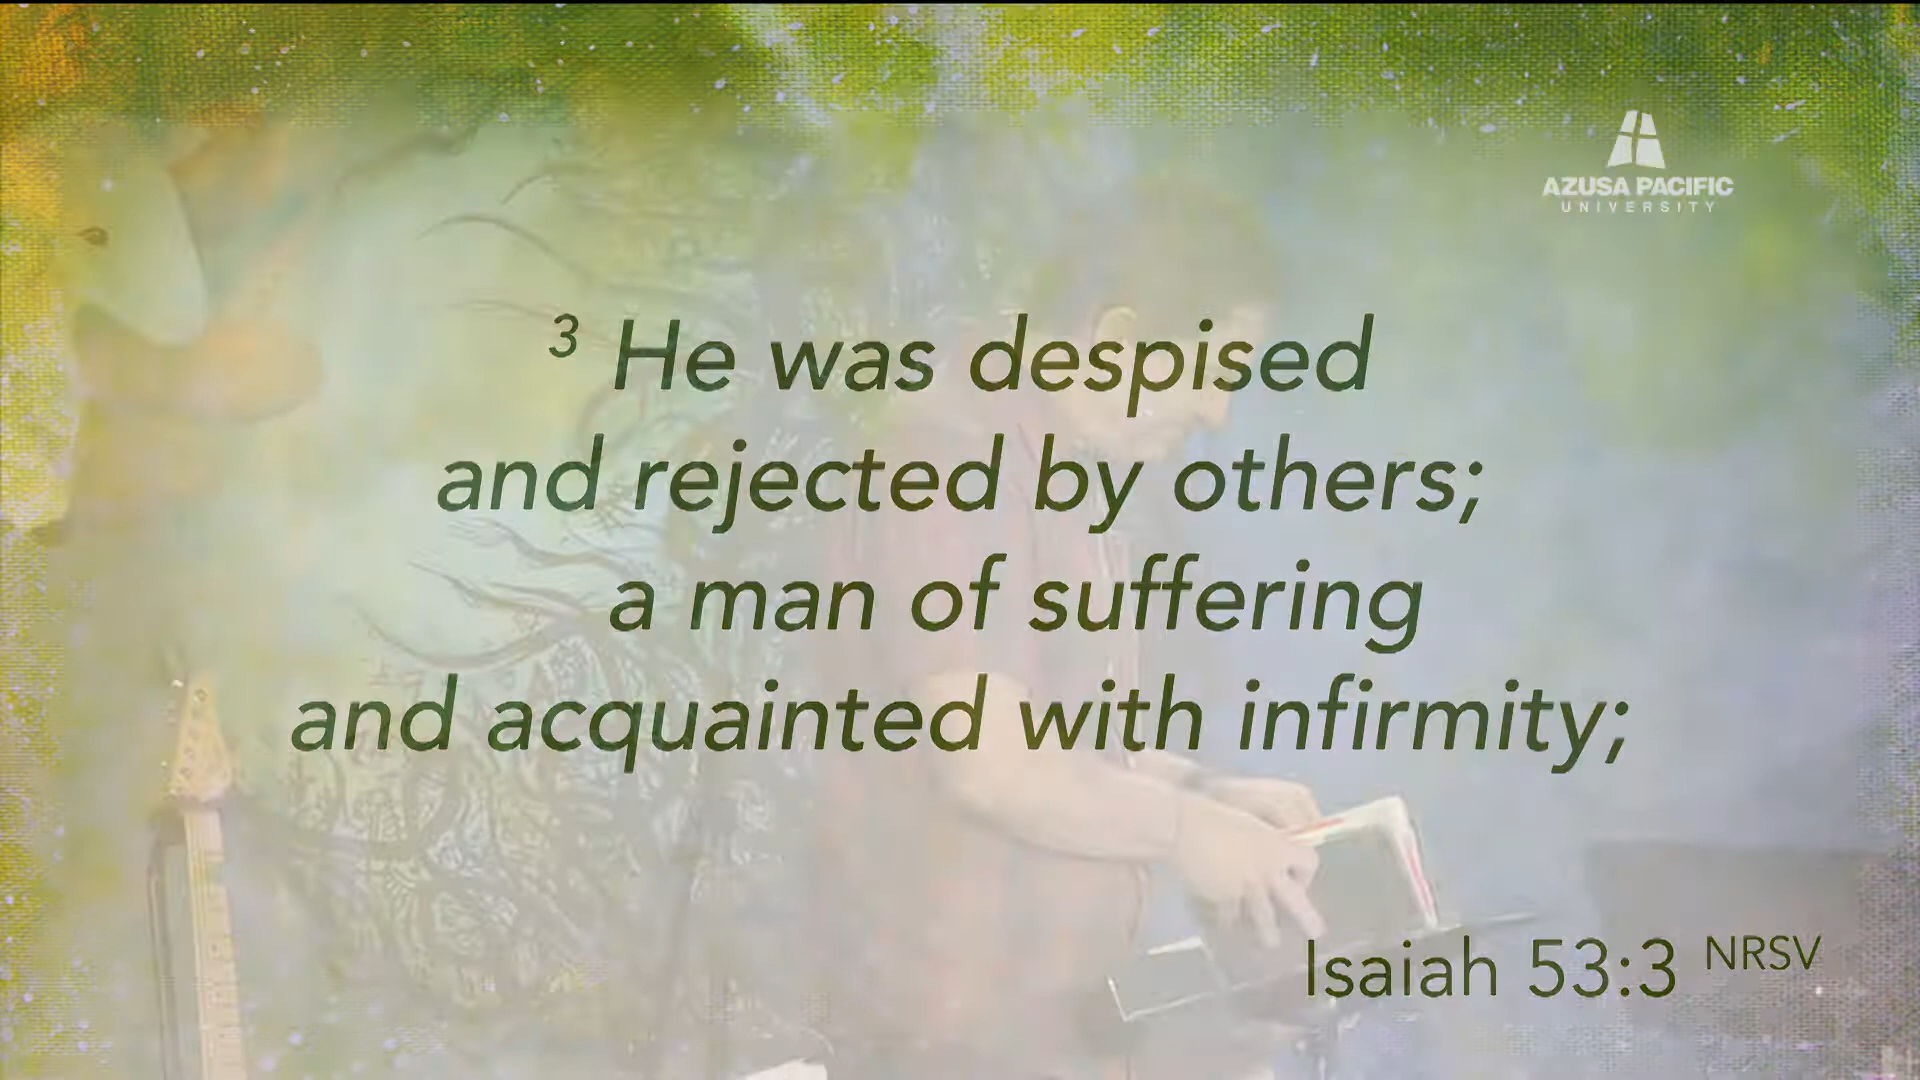 AZUSA PACIFIC
UNIVERSITY
3 He was despised
and rejected by others;
a man of suffering
and acquainted with infirmity;
Isaiah 53:3 NRSV